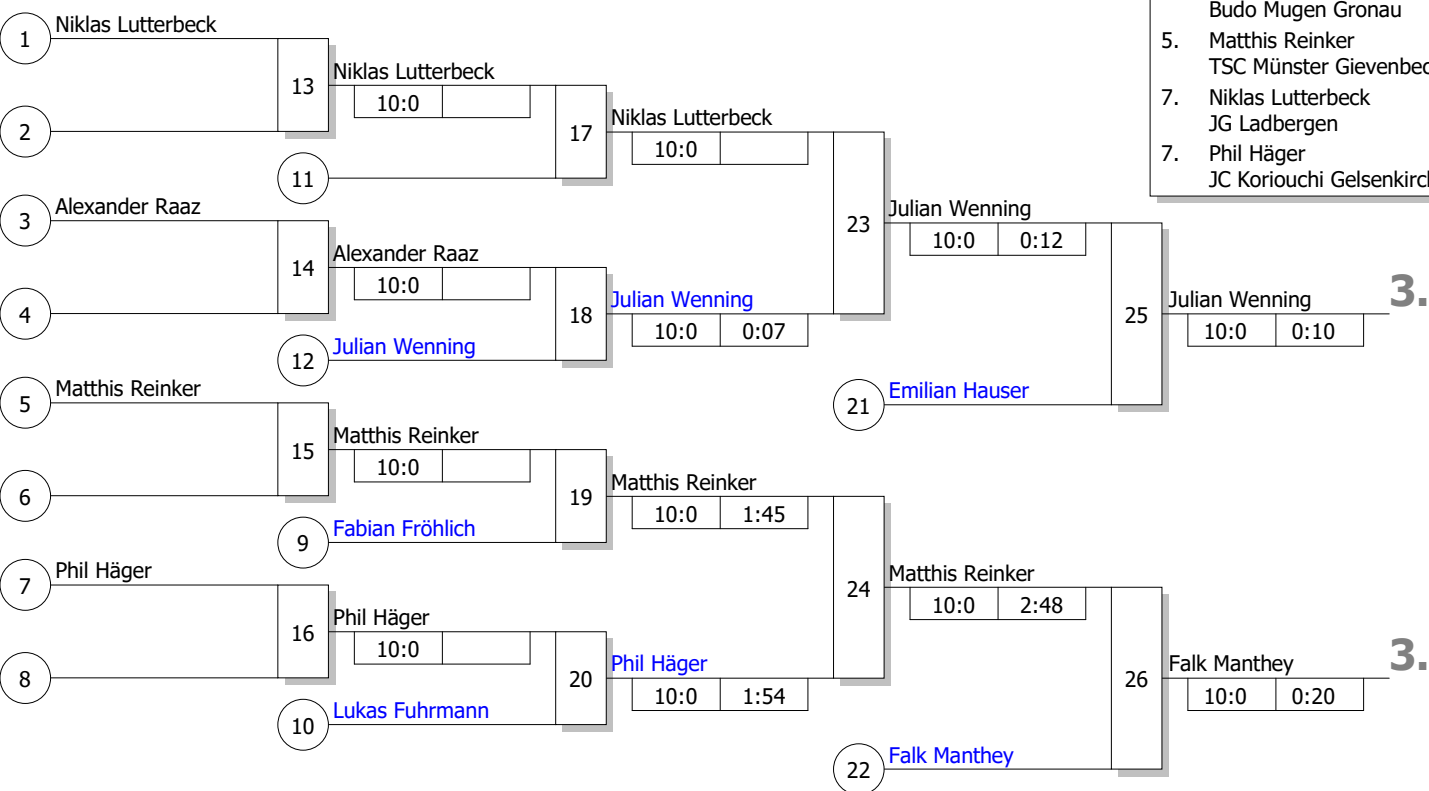 Budo Mugen Gronau
5. Matthis Reinker
7. Niklas Lutterbeck
JG Ladbergen
7. Phil Häger
TSC Münster
JC Koriouchi
1 Niklas Lutterbeck
2
13
Niklas Lutterbeck
10:0
11
17
Niklas Lutterbeck
10:0
3 Alexander Raaz
4
14
Alexander Raaz
10:0
12 Julian Wenning
18
Julian Wenning
10:0 0:07
23
Julian Wenning
10:0 0:12
21 Emilian Hauser
25
Julian Wenning
10:0 0:10
3.
5 Matthis Reinker
6
15
Matthis Reinker
10:0
9 Fabian Fröhlich
19
Matthis Reinker
10:0 1:45
7 Phil Häger
8
16
Phil Häger
10:0
10 Lukas Fuhrmann
20
Phil Häger
10:0 1:54
24
Matthis Reinker
10:0 2:48
22 Falk Manthey
26
Falk Manthey
10:0 0:20
3.